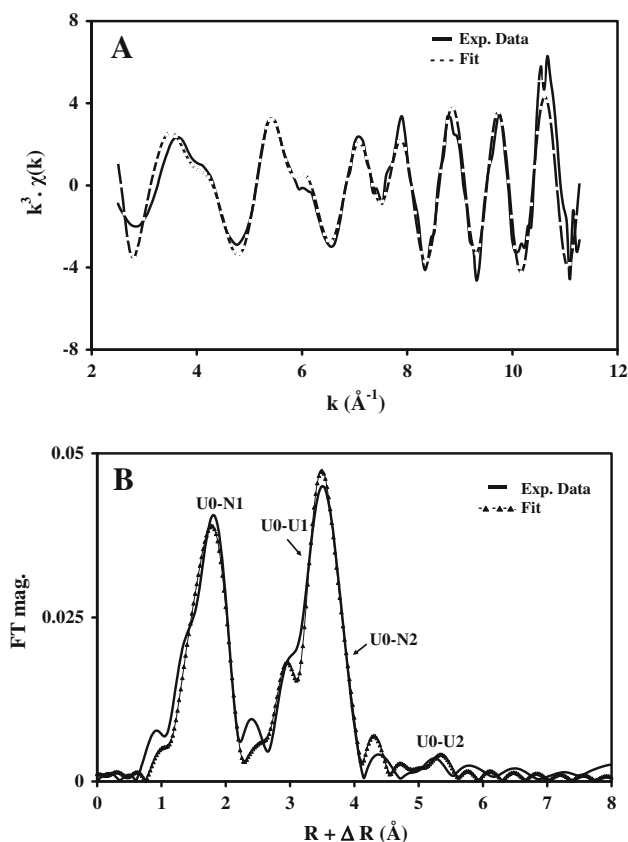 A
Exp. Data
Fit
8
4
0
-4
-8
k³. χ(k)
2 4 6 8 10 12
k (Å⁻¹)
B
Exp. Data
Fit
U0-N1
U0-U1
U0-N2
U0-U2
0.05
0.025
0
FT mag.
0 1 2 3 4 5 6 7 8
R + Δ R (Å)